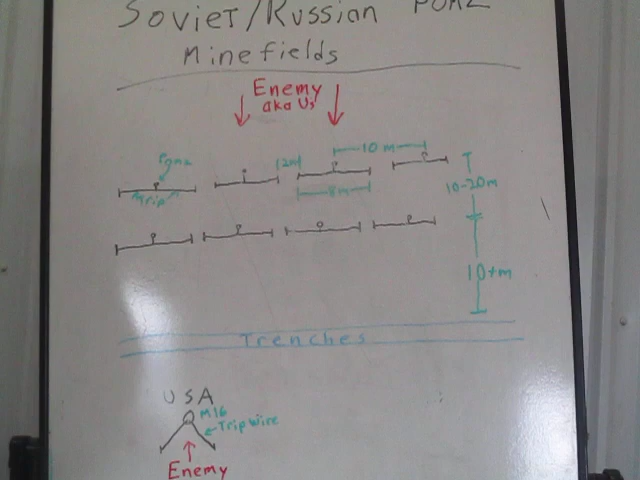 Soviet/Russian POMZ
Minefields
Enemy
aka Us
10 m
12m
Pomz
Trip
8m
10-20m
10+m
Trenches
USA
M16
Trip Wire
Enemy